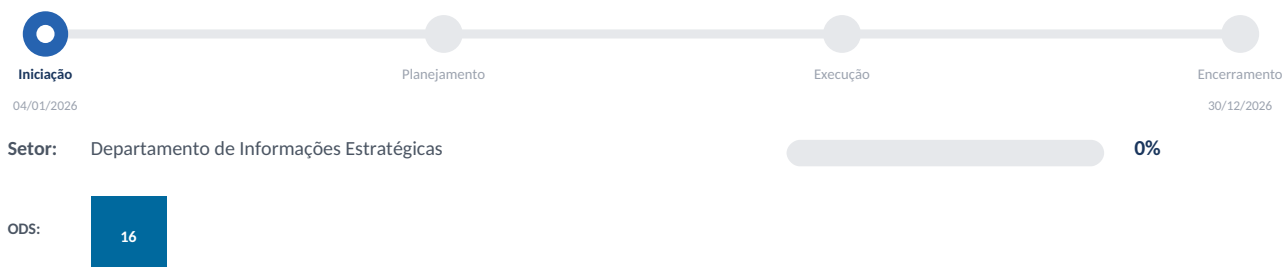 Iniciação Planejamento Execução Encerramento
04/01/2026 30/12/2026
Setor: Departamento de Informações Estratégicas 0%
ODS: 16